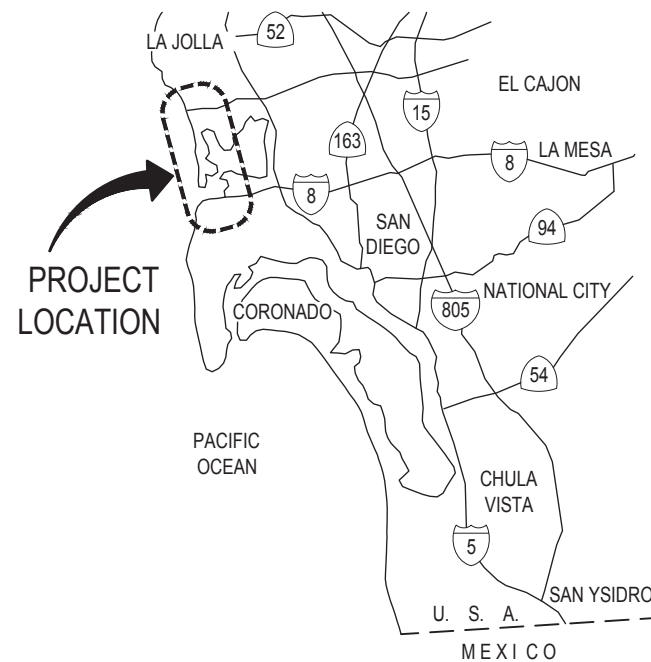 52
LA JOLLA
EL CAJON
15
163
LA MESA
8
8
SAN
DIEGO
94
PROJECT
LOCATION
NATIONAL CITY
CORONADO
805
54
PACIFIC
OCEAN
CHULA
VISTA
5
SAN YSIDRO
U. S. A.
MEXICO